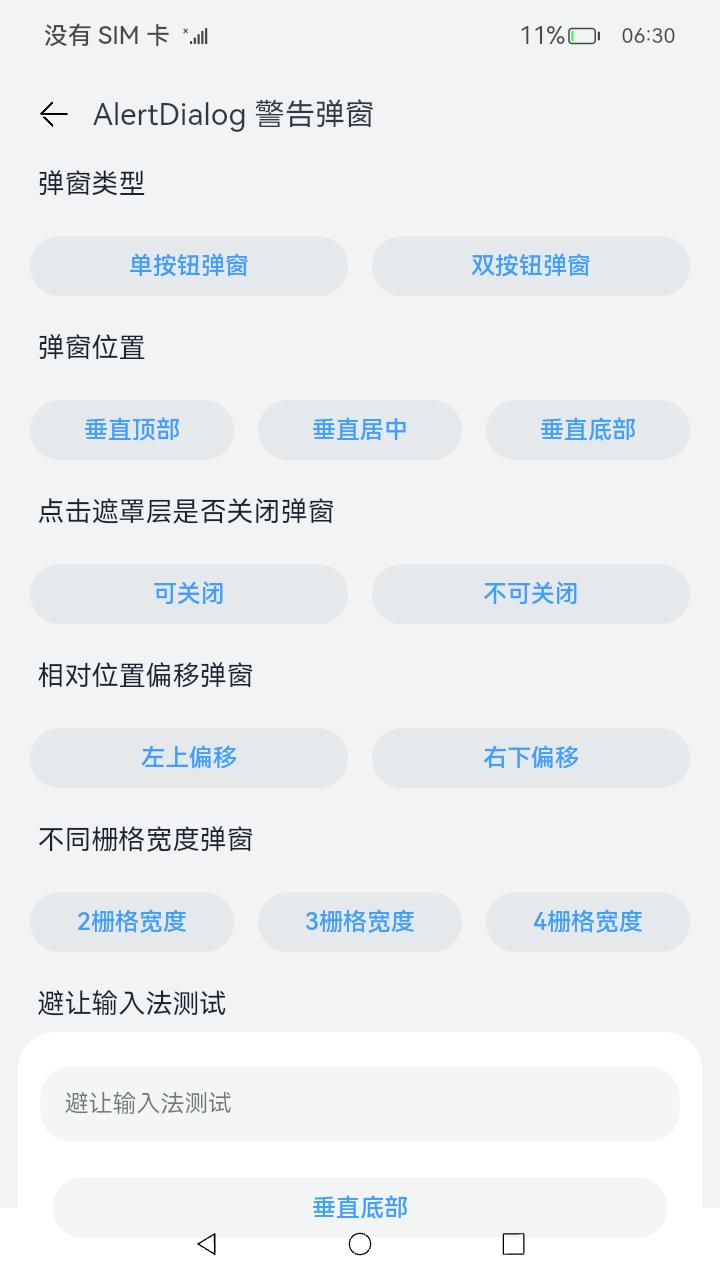 没有 SIM 卡 11% 06:30
AlertDialog 警告弹窗
弹窗类型
单按钮弹窗 双按钮弹窗
弹窗位置
垂直顶部 垂直居中 垂直底部
点击遮罩层是否关闭弹窗
可关闭 不可关闭
相对位置偏移弹窗
左上偏移 右下偏移
不同栅格宽度弹窗
2栅格宽度 3栅格宽度 4栅格宽度
避让输入法测试
避让输入法测试
垂直底部